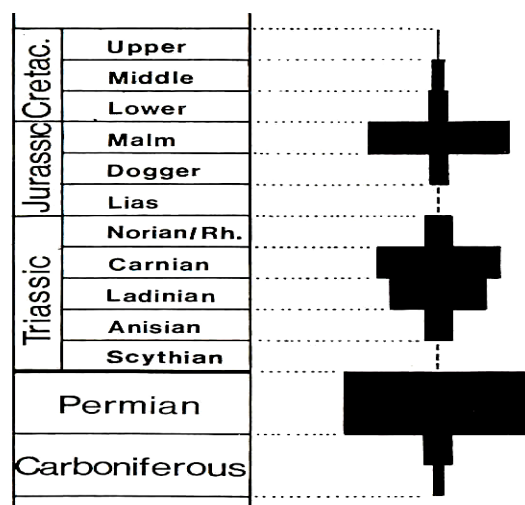 Cretac.
Upper
Middle
Lower
Jurassic
Malm
Dogger
Lias
Triassic
Norian/Rh.
Carnian
Ladinian
Anisian
Scythian
Permian
Carboniferous